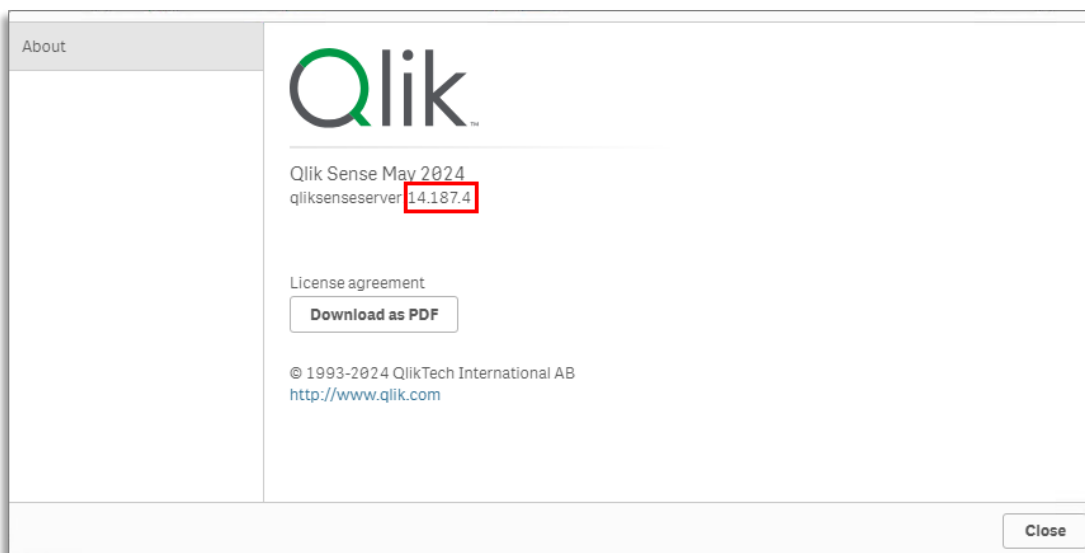 About
Qlik™
Qlik Sense May 2024
qliksenseserver 14.187.4
License agreement
Download as PDF
© 1993-2024 QlikTech International AB
http://www.qlik.com
Close